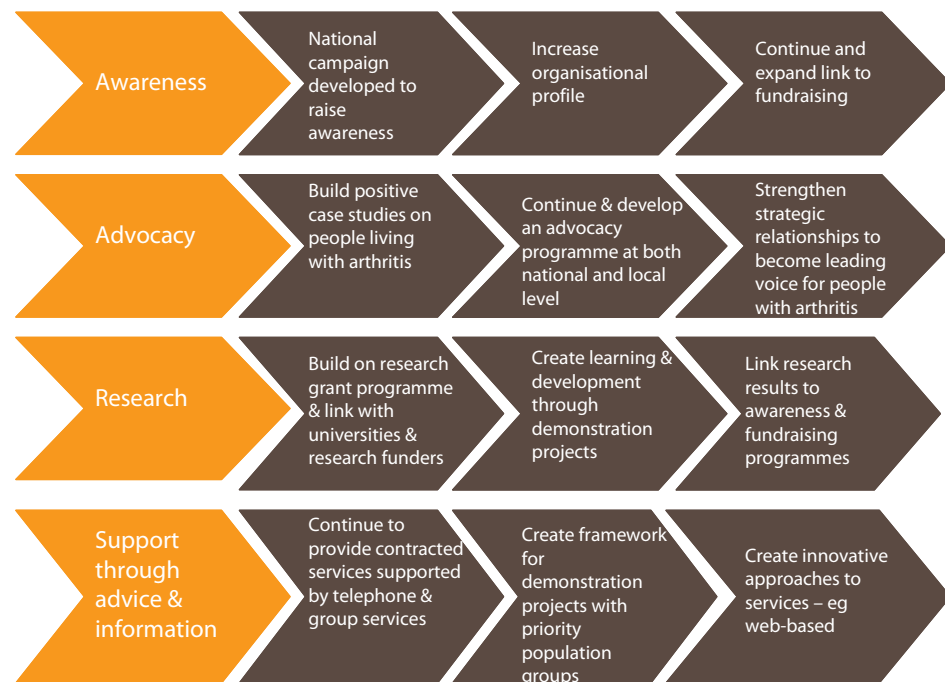 Awareness
National
campaign
developed to
raise
awareness
Increase
organisational
profile
Continue and
expand link to
fundraising
Advocacy
Build positive
case studies on
people living
with arthritis
Continue & develop
an advocacy
programme at both
national and local
level
Strengthen
strategic
relationships to
become leading
voice for people
with arthritis
Research
Build on research
grant programme
& link with
universities &
research funders
Create learning &
development
through
demonstration
projects
Link research
results to
awareness &
fundraising
programmes
Support
through
advice &
information
Continue to
provide contracted
services supported
by telephone &
group services
Create framework
for
demonstration
projects with
priority
population
groups
Create innovative
approaches to
services – eg
web-based